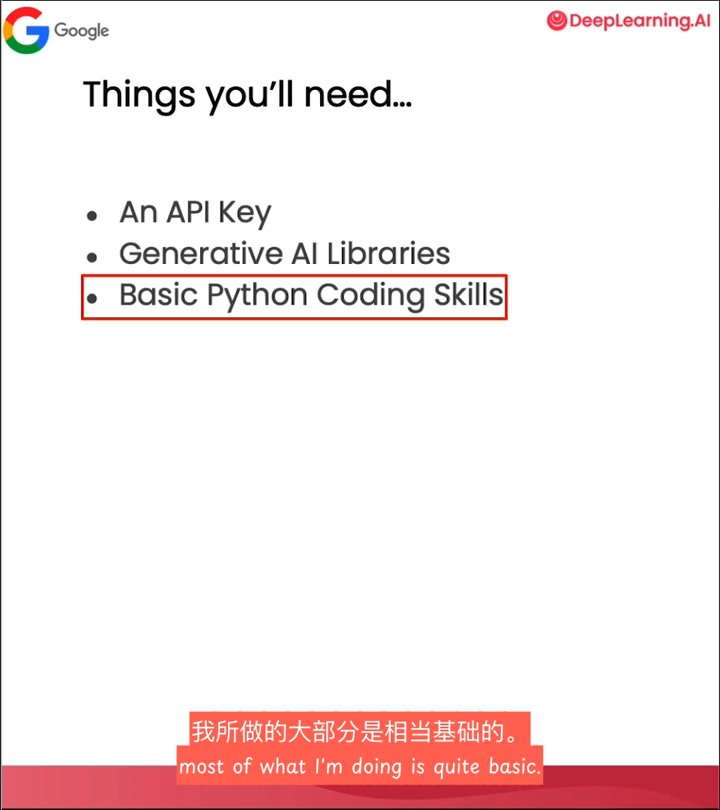 Google
DeepLearning.AI
Things you'll need...
• An API Key
• Generative AI Libraries
• Basic Python Coding Skills
我所做的大部分是相当基础的。
most of what I'm doing is quite basic.